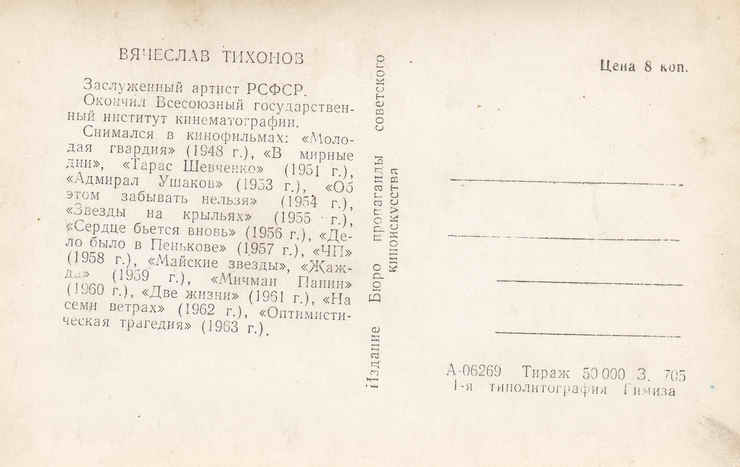 ВЯЧЕСЛАВ ТИХОНОВ
Заслуженный артист РСФСР.
Окончил Всесоюзный государствен-
ный институт кинематографии.
Снимался в кинофильмах: «Моло-
дая гвардия» (1948 г.), «В мирные
дни», «Тарас Шевченко» (1951 г.),
«Адмирал Ушаков» (1953 г.), «Об
этом забывать нельзя» (1954 г.),
«Звезды на крыльях» (1955 г.),
«Сердце бьется вновь» (1956 г.), «Де-
ло было в Пенькове» (1957 г.), «ЧП»
(1958 г.), «Майские звезды», «Жаж-
да» (1959 г.), «Мичман Панин»
(1960 г.), «Две жизни» (1961 г.), «На
семи ветрах» (1962 г.), «Оптимисти-
ческая трагедия» (1963 г.).
Издание Бюро пропаганды советского
киноискусства
Цена 8 коп.
А-06269 Тираж 50 000 З. 705
1-я типолитография Гимиза